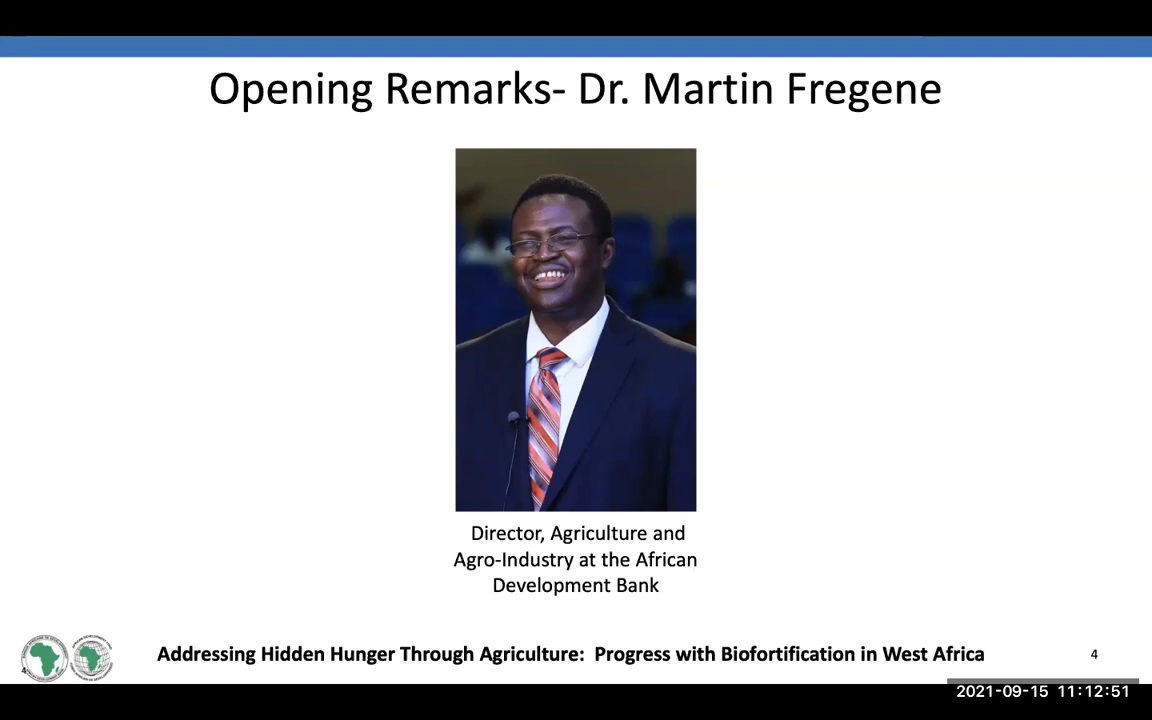 Opening Remarks- Dr. Martin Fregene
Director, Agriculture and
Agro-Industry at the African
Development Bank
Addressing Hidden Hunger Through Agriculture:  Progress with Biofortification in West Africa
4
2021-09-15 11:12:51